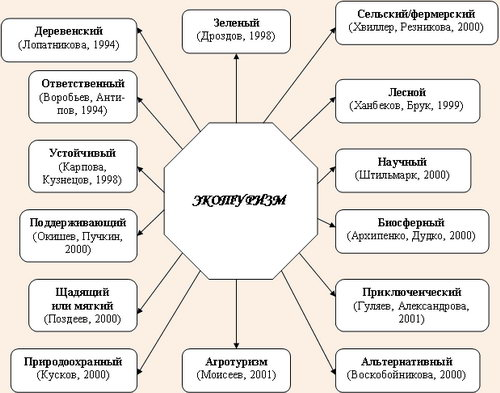 Деревенский
(Лопатникова, 1994)
Зеленый
(Дроздов, 1998)
Сельский/фермерский
(Хвиллер, Резникова, 2000)
Ответственный
(Воробьев, Анти-
пов, 1994)
Лесной
(Ханбеков, Брук, 1999)
Устойчивый
(Карпова,
Кузнецов, 1998)
Научный
(Штильмарк, 2000)
ЭКОТУРИЗМ
Поддерживающий
(Окишев, Пучкин,
2000)
Биосферный
(Архипенко, Дудко, 2000)
Щадящий
или мягкий
(Поздеев, 2000)
Приключенческий
(Гуляев, Александрова,
2001)
Природоохранный
(Кусков, 2000)
Агротуризм
(Моисеев, 2001)
Альтернативный
(Воскобойникова, 2000)